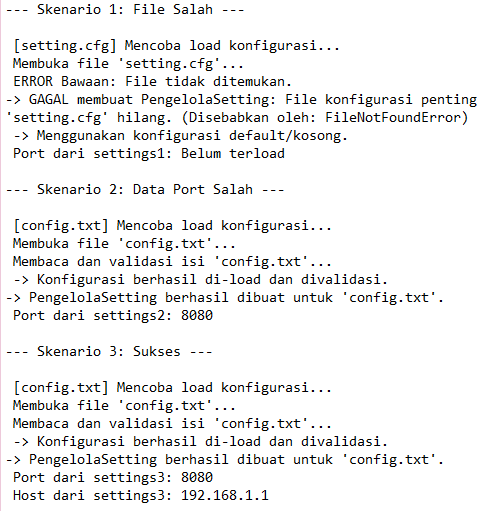 --- Skenario 1: File Salah ---
[setting.cfg] Mencoba load konfigurasi...
Membuka file 'setting.cfg'...
ERROR Bawaan: File tidak ditemukan.
-> GAGAL membuat PengelolaSetting: File konfigurasi penting
'setting.cfg' hilang. (Disebabkan oleh: FileNotFoundError)
-> Menggunakan konfigurasi default/kosong.
Port dari settings1: Belum terload
--- Skenario 2: Data Port Salah ---
[config.txt] Mencoba load konfigurasi...
Membuka file 'config.txt'...
Membaca dan validasi isi 'config.txt'...
-> Konfigurasi berhasil di-load dan divalidasi.
-> PengelolaSetting berhasil dibuat untuk 'config.txt'.
Port dari settings2: 8080
--- Skenario 3: Sukses ---
[config.txt] Mencoba load konfigurasi...
Membuka file 'config.txt'...
Membaca dan validasi isi 'config.txt'...
-> Konfigurasi berhasil di-load dan divalidasi.
-> PengelolaSetting berhasil dibuat untuk 'config.txt'.
Port dari settings3: 8080
Host dari settings3: 192.168.1.1